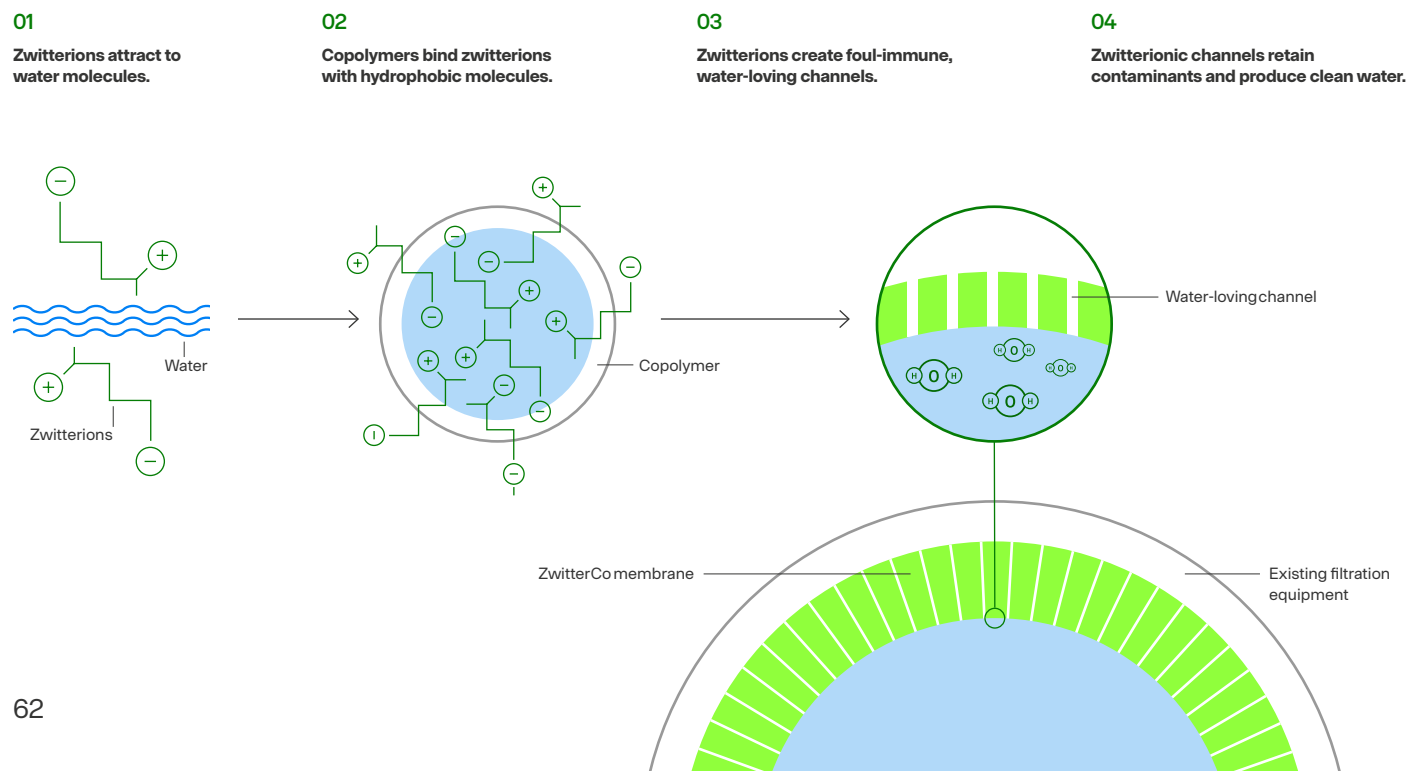 01
Zwitterions attract to
water molecules.
02
Copolymers bind zwitterions
with hydrophobic molecules.
03
Zwitterions create foul-immune,
water-loving channels.
04
Zwitterionic channels retain
contaminants and produce clean water.
Water
Zwitterions
Copolymer
Water-loving channel
H O H
H O H
H O H
H O H
ZwitterCo membrane
Existing filtration
equipment
62